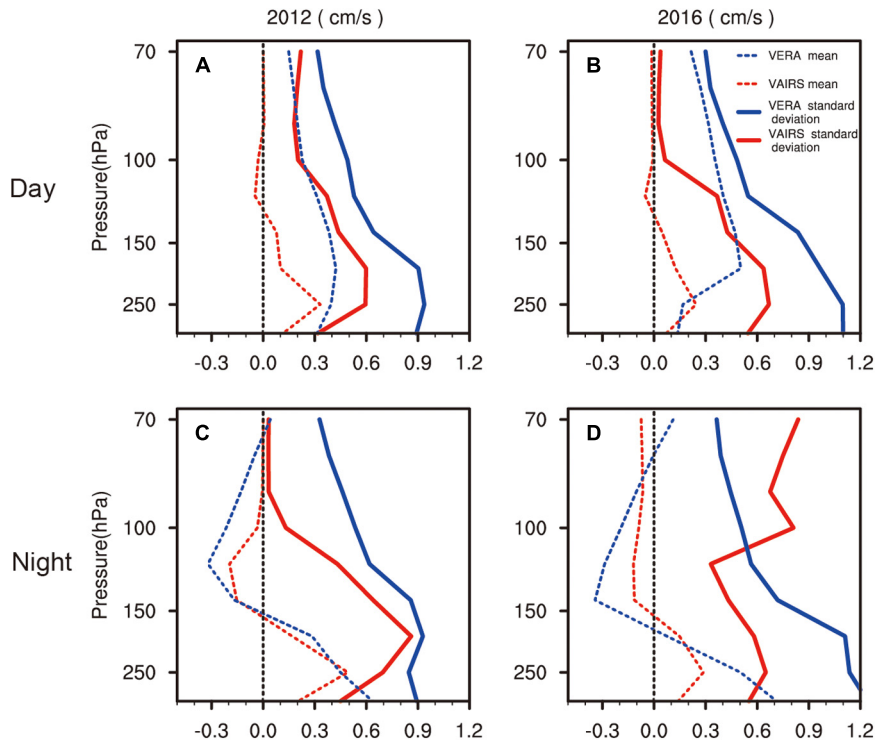 2012 ( cm/s )
2016 ( cm/s )
Day
Pressure(hPa)
70
100
150
250
A
-0.3 0.0 0.3 0.6 0.9 1.2
70
100
150
250
B
VERA mean
VAIRS mean
VERA standard
deviation
VAIRS standard
deviation
-0.3 0.0 0.3 0.6 0.9 1.2
Night
Pressure(hPa)
70
100
150
250
C
-0.3 0.0 0.3 0.6 0.9 1.2
70
100
150
250
D
-0.3 0.0 0.3 0.6 0.9 1.2